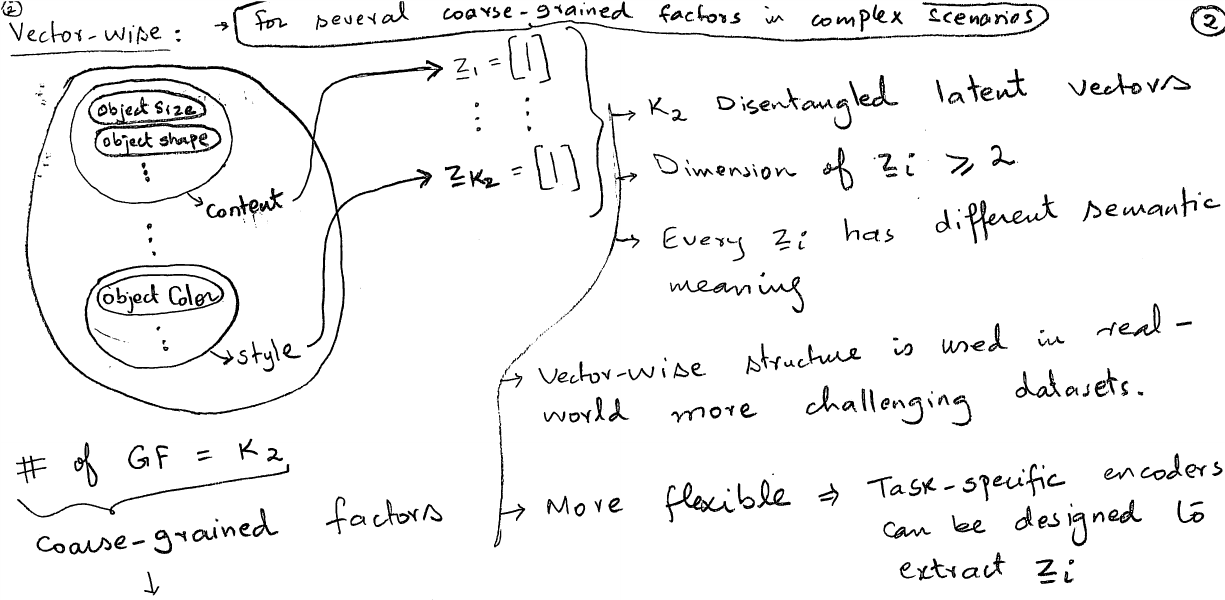 ②
Vector-wise : → for several coarse-grained factors in complex scenarios
②
object size
object shape
⋮
→ content
⋮
object Color
⋮
→ style
z₁ = [|]
⋮ ⋮
z_K₂ = [|]
→ K₂ Disentangled latent vectors
→ Dimension of zᵢ ⩾ 2
→ Every zᵢ has different semantic
meaning
→ Vector-wise structure is used in real-
world more challenging datasets.
→ More flexible ⇒ Task-specific encoders
can be designed to
extract zᵢ
# of GF = K₂
coarse-grained factors
↓